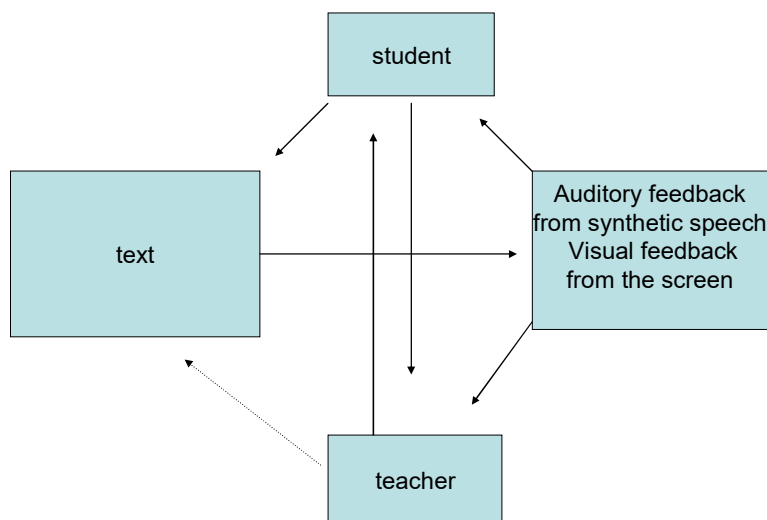 student
text
Auditory feedback
from synthetic speech
Visual feedback
from the screen
teacher